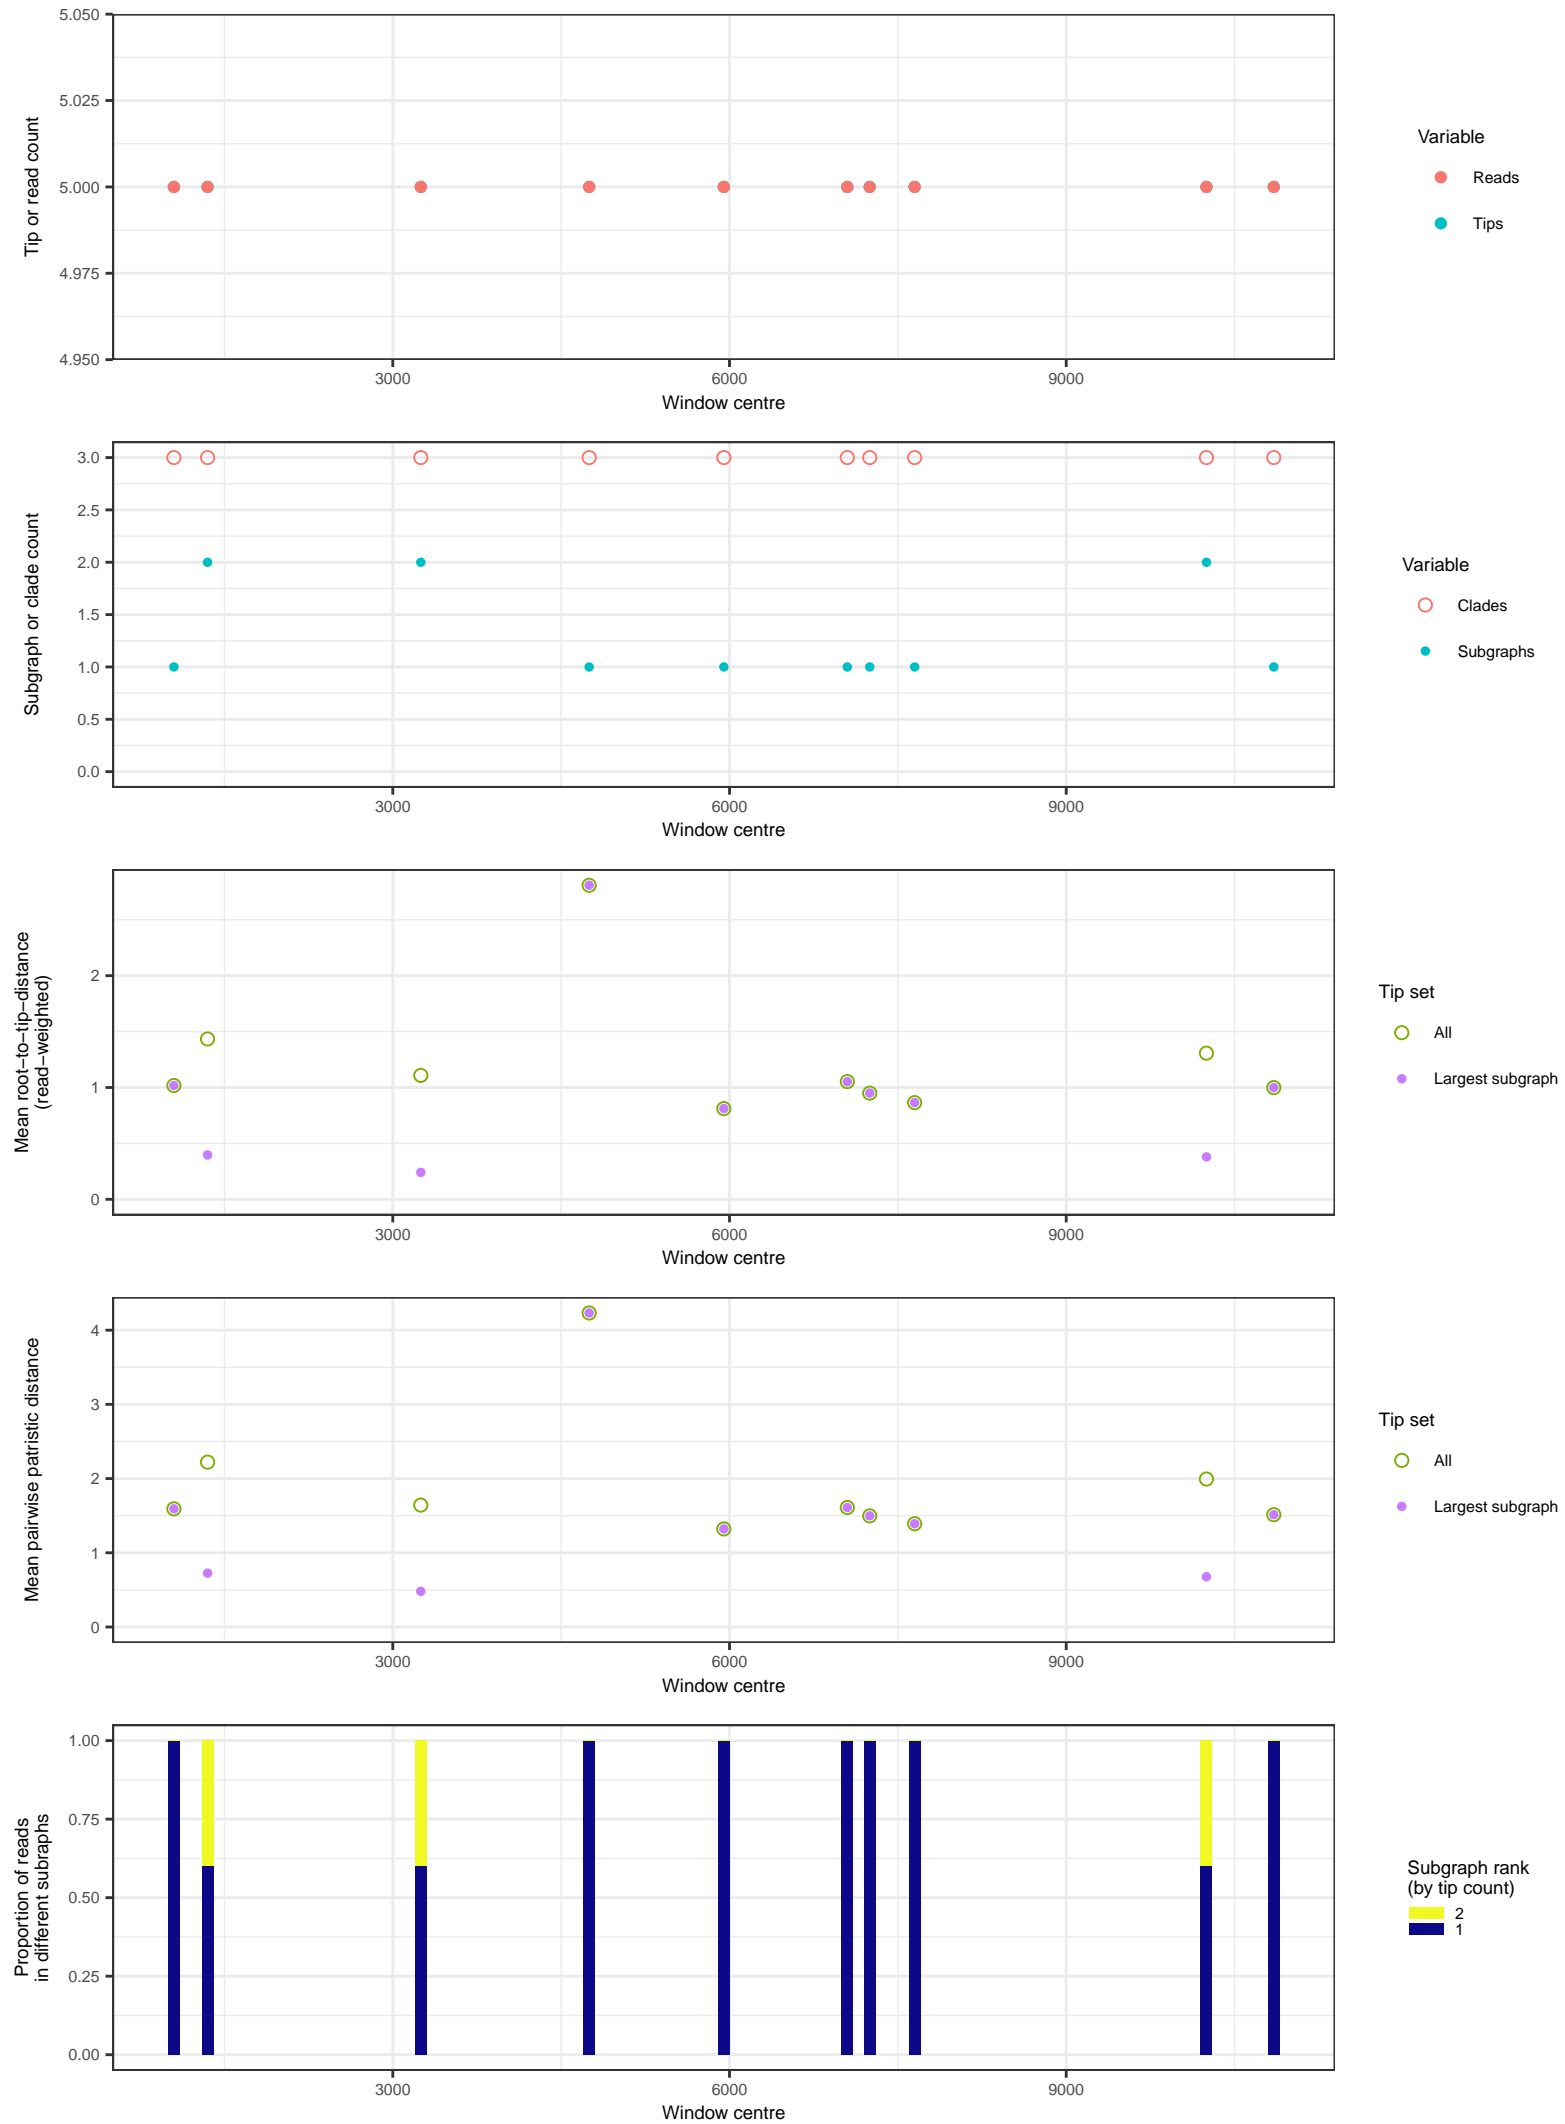 5.050
5.025
5.000
4.975
4.950
Tip or read count
3000 6000 9000
Window centre
Variable
Reads
Tips
3.0
2.5
2.0
1.5
1.0
0.5
0.0
Subgraph or clade count
3000 6000 9000
Window centre
Variable
Clades
Subgraphs
2
1
0
Mean root−to−tip−distance
(read−weighted)
3000 6000 9000
Window centre
Tip set
All
Largest subgraph
4
3
2
1
0
Mean pairwise patristic distance
3000 6000 9000
Window centre
Tip set
All
Largest subgraph
1.00
0.75
0.50
0.25
0.00
Proportion of reads
in different subraphs
3000 6000 9000
Window centre
Subgraph rank
(by tip count)
2
1